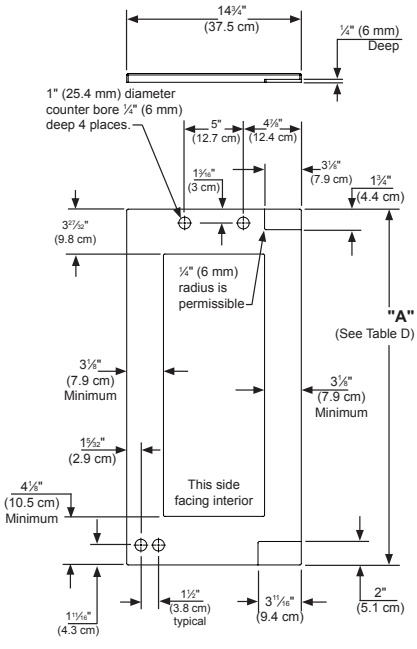 14¾"
(37.5 cm)
¼" (6 mm)
Deep
1" (25.4 mm) diameter
counter bore ¼" (6 mm)
deep 4 places.
5"
(12.7 cm)
4⅞"
(12.4 cm)
1³⁄₁₆"
(3 cm)
3⅛"
(7.9 cm)
1¾"
(4.4 cm)
3²⁷⁄₃₂"
(9.8 cm)
¼" (6 mm)
radius is
permissible
"A"
(See Table D)
3⅛"
(7.9 cm)
Minimum
3⅛"
(7.9 cm)
Minimum
1⁵⁄₃₂"
(2.9 cm)
4⅛"
(10.5 cm)
Minimum
This side
facing interior
1¹¹⁄₁₆"
(4.3 cm)
1½"
(3.8 cm)
typical
3¹¹⁄₁₆"
(9.4 cm)
2"
(5.1 cm)